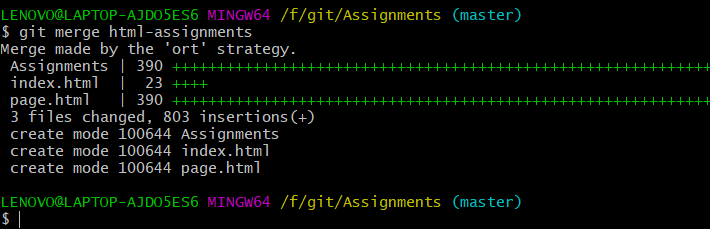 LENOVO@LAPTOP-AJDO5ES6 MINGW64 /f/git/Assignments (master)
$ git merge html-assignments
Merge made by the 'ort' strategy.
 Assignments | 390 ++++++++++++++++++++++++++++++++++++++++++++++++++++++++++++
 index.html  |  23 ++++
 page.html   | 390 ++++++++++++++++++++++++++++++++++++++++++++++++++++++++++++
 3 files changed, 803 insertions(+)
 create mode 100644 Assignments
 create mode 100644 index.html
 create mode 100644 page.html
LENOVO@LAPTOP-AJDO5ES6 MINGW64 /f/git/Assignments (master)
$